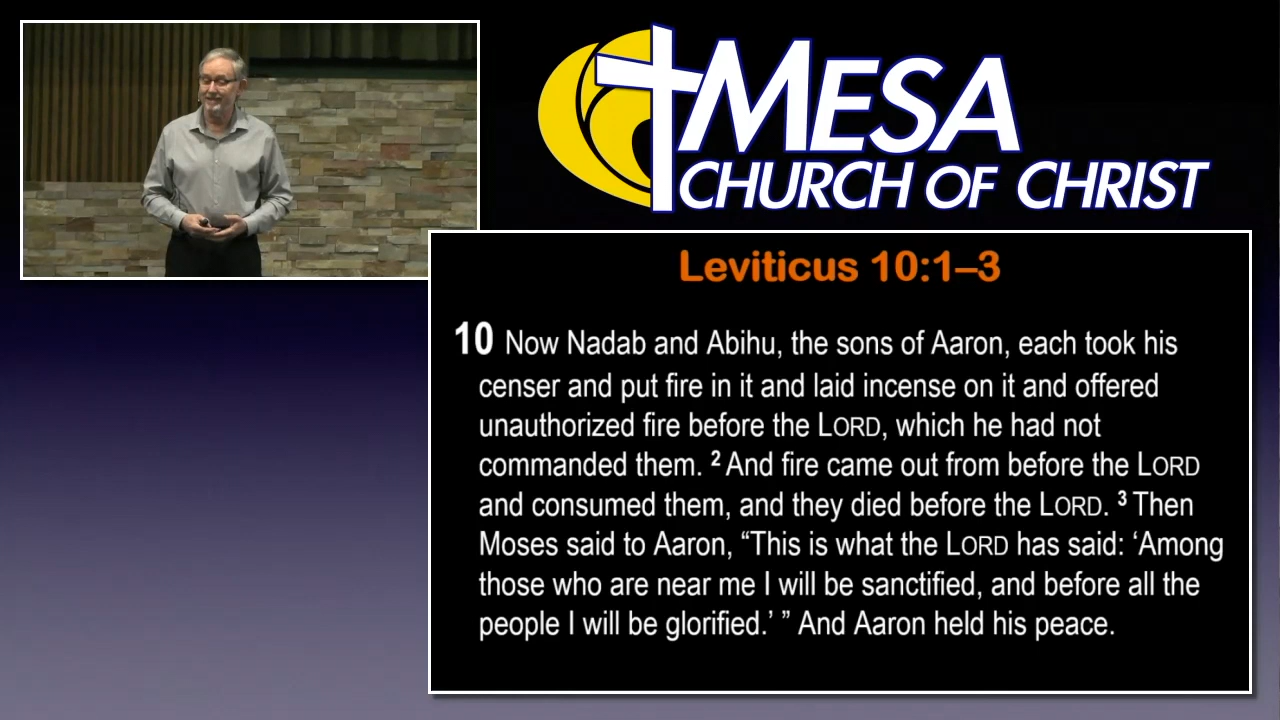 MESA
CHURCH OF CHRIST
Leviticus 10:1–3
10 Now Nadab and Abihu, the sons of Aaron, each took his
censer and put fire in it and laid incense on it and offered
unauthorized fire before the LORD, which he had not
commanded them. ² And fire came out from before the LORD
and consumed them, and they died before the LORD. ³ Then
Moses said to Aaron, “This is what the LORD has said: ‘Among
those who are near me I will be sanctified, and before all the
people I will be glorified.’ ” And Aaron held his peace.